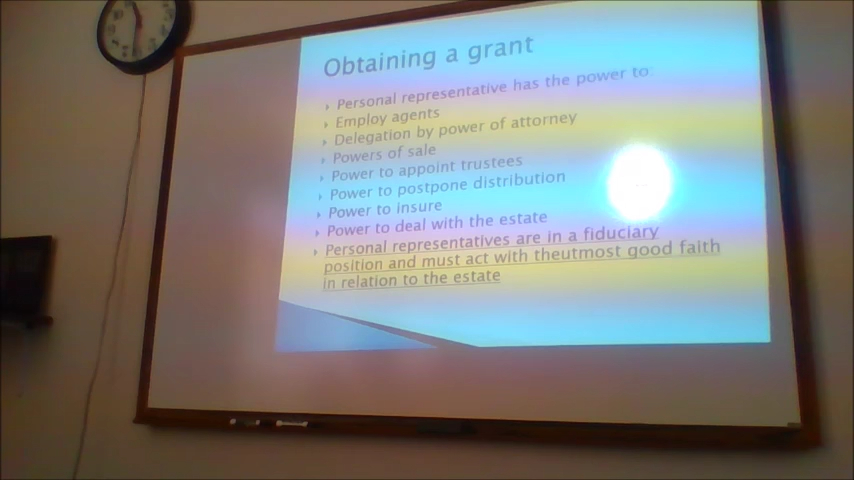 Obtaining a grant
Personal representative has the power to:
Employ agents
Delegation by power of attorney
Powers of sale
Power to appoint trustees
Power to postpone distribution
Power to insure
Power to deal with the estate
Personal representatives are in a fiduciary
position and must act with theutmost good faith
in relation to the estate